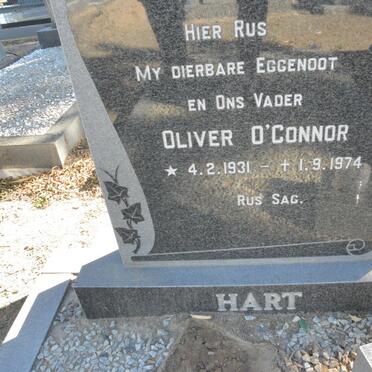 HIER RUS
MY DIERBARE EGGENOOT
EN ONS VADER
OLIVER O'CONNOR
★ 4.2.1931 – † 1.9.1974
RUS SAG.
HART